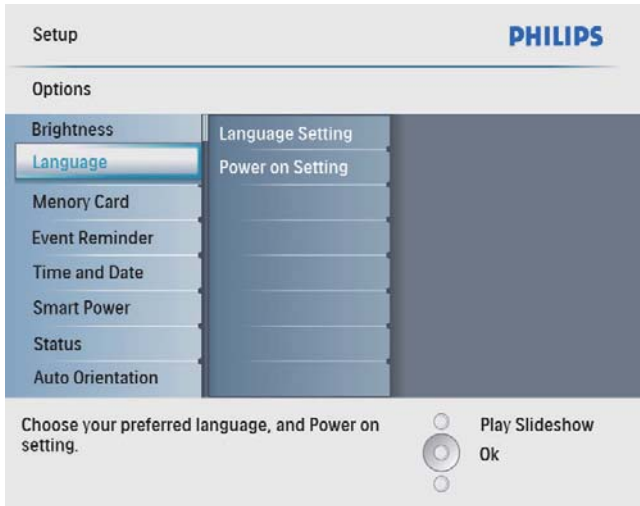 Setup
PHILIPS
Options
Brightness
Language
Menory Card
Event Reminder
Time and Date
Smart Power
Status
Auto Orientation
Language Setting
Power on Setting
Choose your preferred language, and Power on
setting.
Play Slideshow
Ok